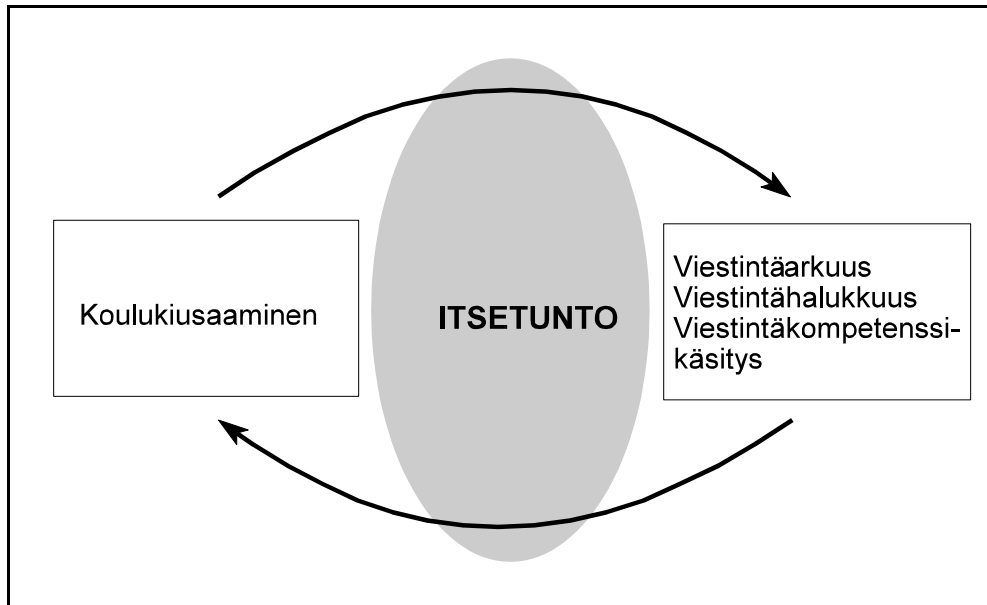 Koulukiusaaminen
ITSETUNTO
Viestintäarkuus
Viestintähalukkuus
Viestintäkompetenssi-
käsitys